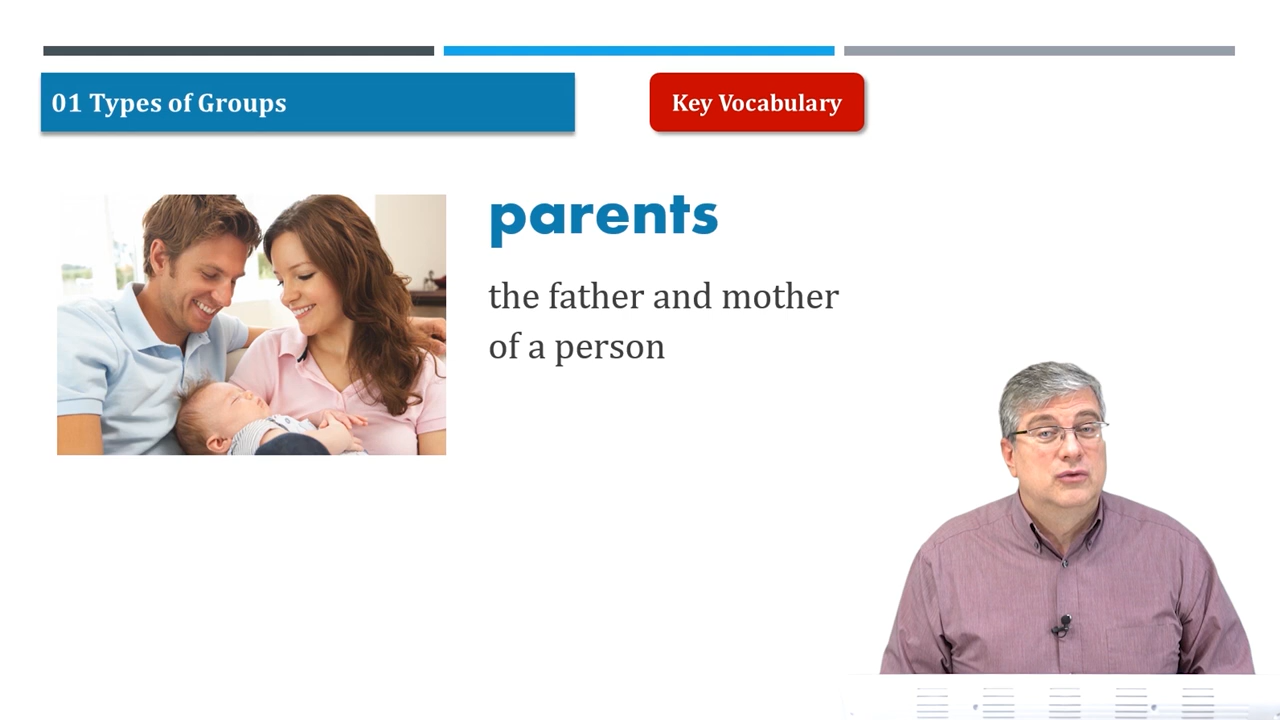 01 Types of Groups
Key Vocabulary
parents
the father and mother
of a person